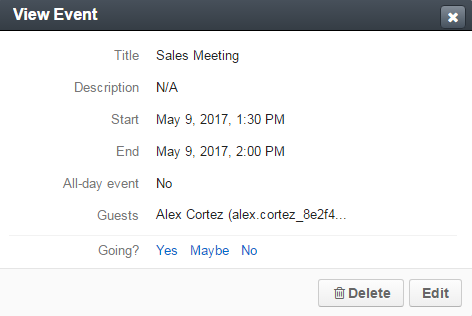 View Event
Title Sales Meeting
Description N/A
Start May 9, 2017, 1:30 PM
End May 9, 2017, 2:00 PM
All-day event No
Guests Alex Cortez (alex.cortez_8e2f4...
Going? Yes Maybe No
Delete Edit